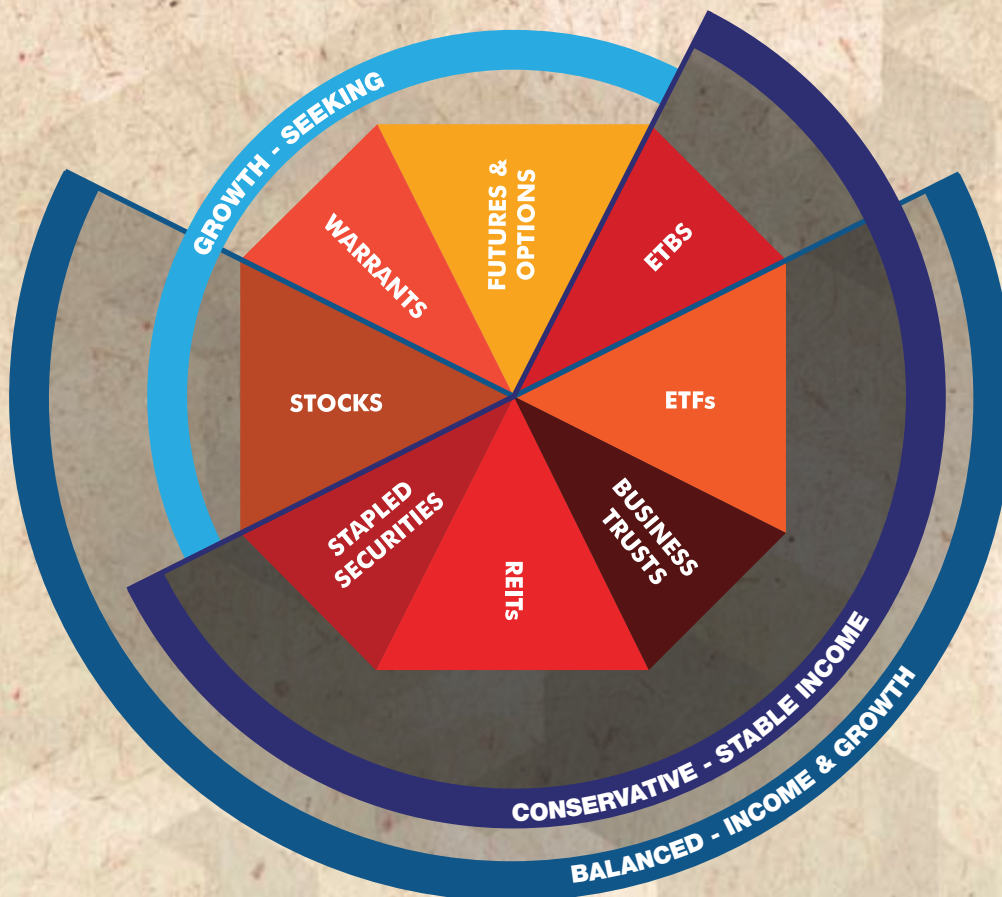 GROWTH - SEEKING
FUTURES &
OPTIONS
WARRANTS
ETBS
STOCKS
ETFs
STAPLED
SECURITIES
BUSINESS
TRUSTS
REITs
CONSERVATIVE - STABLE INCOME
BALANCED - INCOME & GROWTH